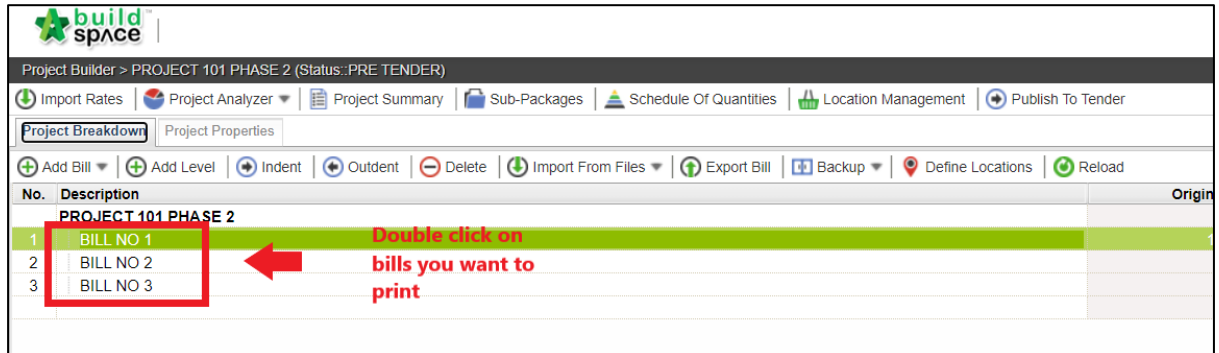 build
spʌce
Project Builder > PROJECT 101 PHASE 2 (Status::PRE TENDER)
Import Rates Project Analyzer Project Summary Sub-Packages Schedule Of Quantities Location Management Publish To Tender
Project Breakdown Project Properties
Add Bill Add Level Indent Outdent Delete Import From Files Export Bill Backup Define Locations Reload
No. Description Origin
PROJECT 101 PHASE 2
1 BILL NO 1 Double click on 1
2 BILL NO 2 bills you want to
3 BILL NO 3 print